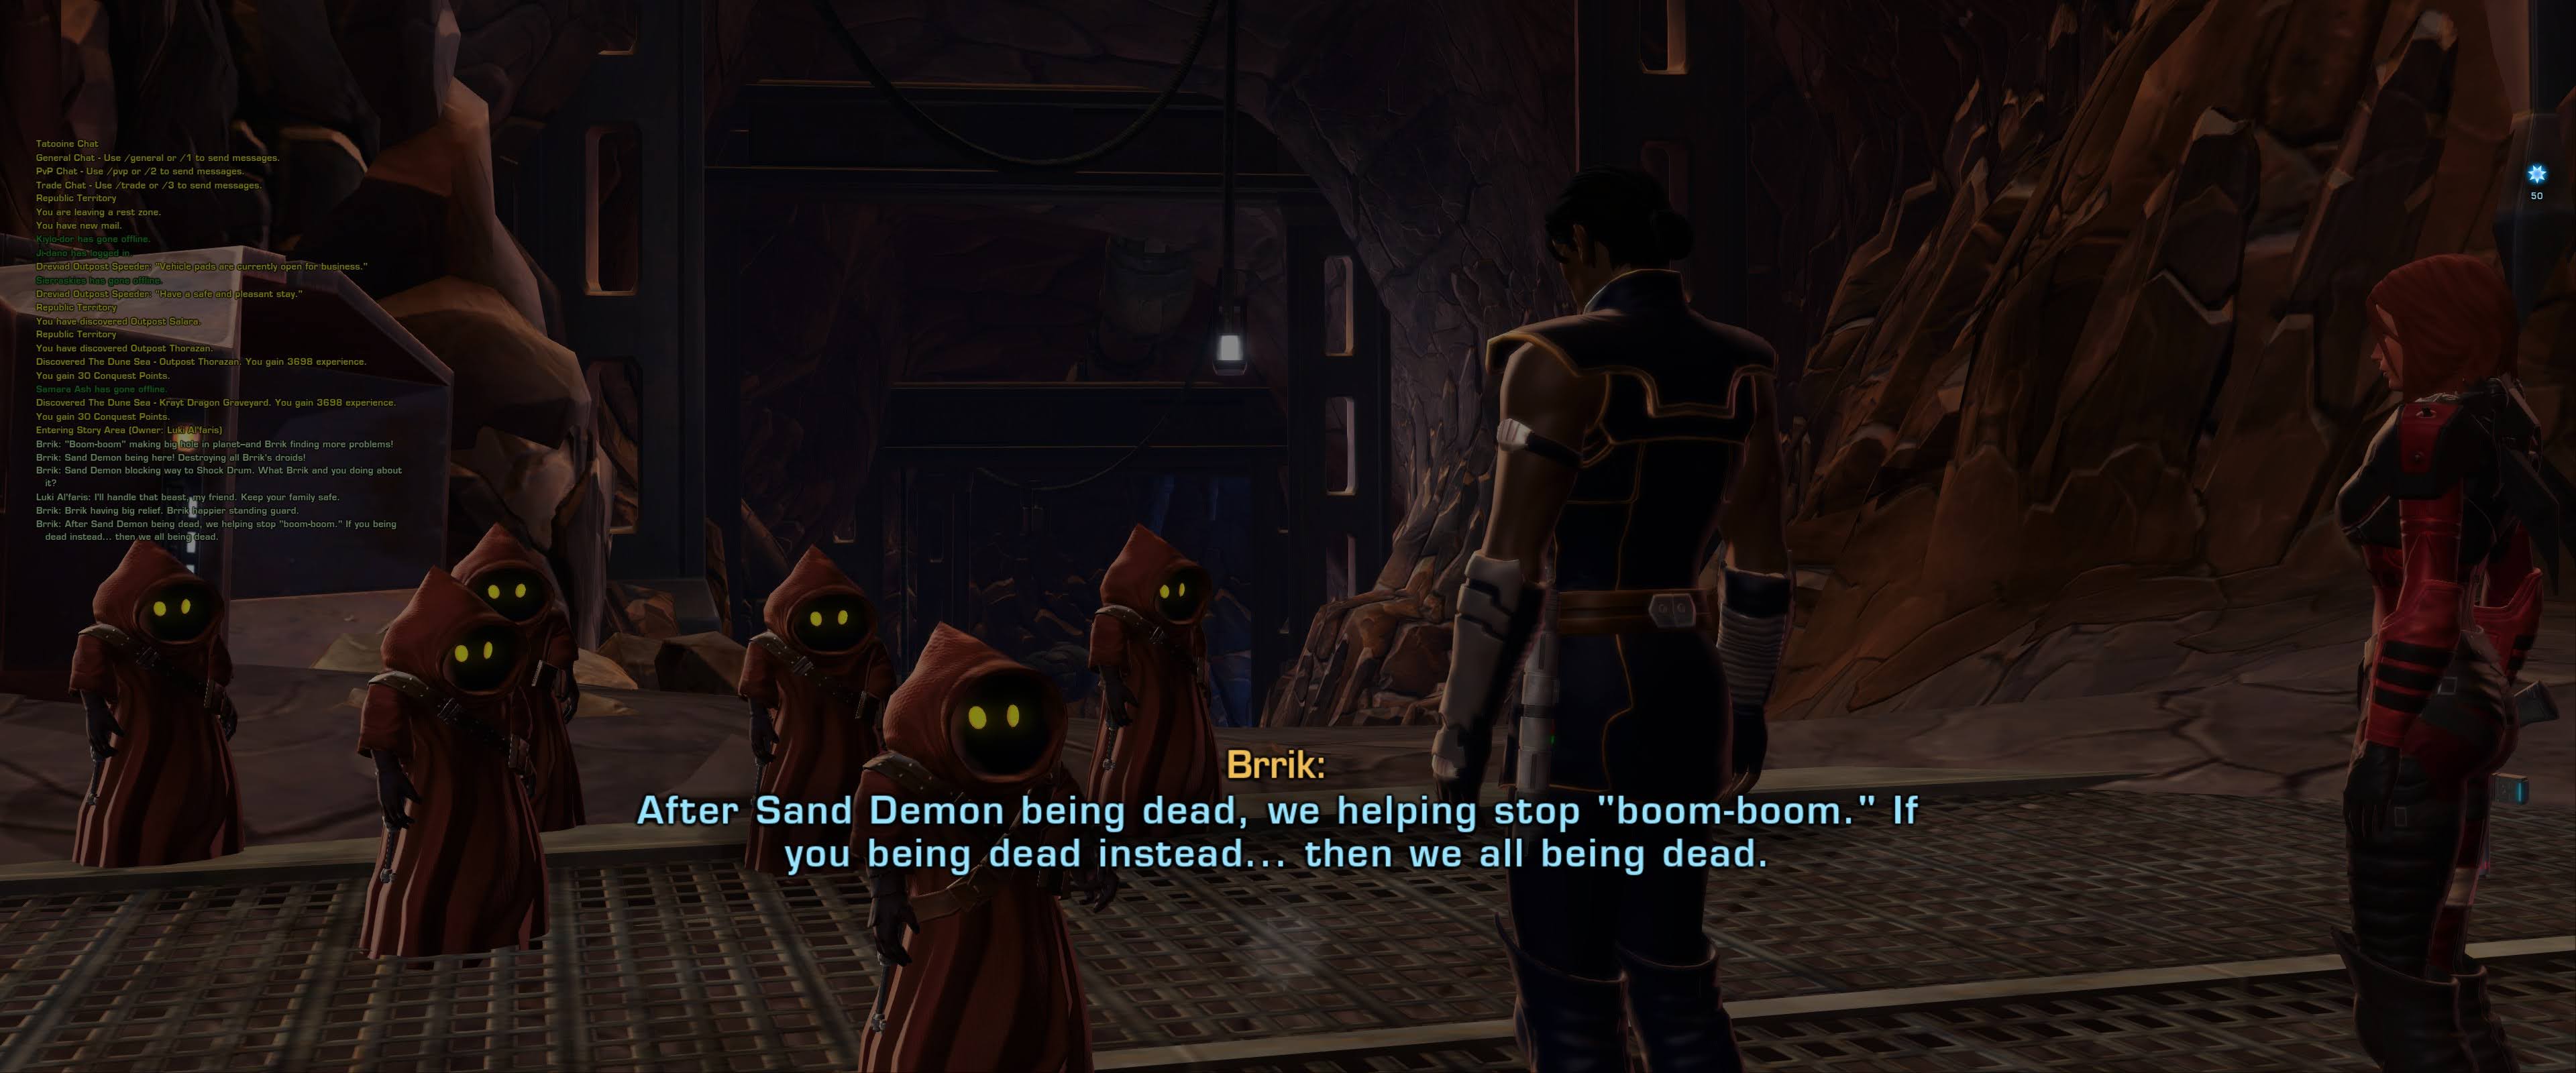 Tatooine Chat
General Chat - Use /general or /1 to send messages.
PvP Chat - Use /pvp or /2 to send messages.
Trade Chat - Use /trade or /3 to send messages.
Republic Territory
You are leaving a rest zone.
You have new mail.
Kiylo-dor has gone offline.
Ji-dano has logged in.
Dreviad Outpost Speeder: "Vehicle pads are currently open for business."
Sierraskies has gone offline.
Dreviad Outpost Speeder: "Have a safe and pleasant stay."
Republic Territory
You have discovered Outpost Salara.
Republic Territory
You have discovered Outpost Thorazan.
Discovered The Dune Sea - Outpost Thorazan. You gain 3698 experience.
You gain 30 Conquest Points.
Samara Ash has gone offline.
Discovered The Dune Sea - Krayt Dragon Graveyard. You gain 3698 experience.
You gain 30 Conquest Points.
Entering Story Area (Owner: Luki Al'faris)
Brrik: "Boom-boom" making big hole in planet—and Brrik finding more problems!
Brrik: Sand Demon being here! Destroying all Brrik's droids!
Brrik: Sand Demon blocking way to Shock Drum. What Brrik and you doing about
it?
Luki Al'faris: I'll handle that beast, my friend. Keep your family safe.
Brrik: Brrik having big relief. Brrik happier standing guard.
Brrik: After Sand Demon being dead, we helping stop "boom-boom." If you being
dead instead... then we all being dead.
50
Brrik:
After Sand Demon being dead, we helping stop "boom-boom." If
you being dead instead... then we all being dead.